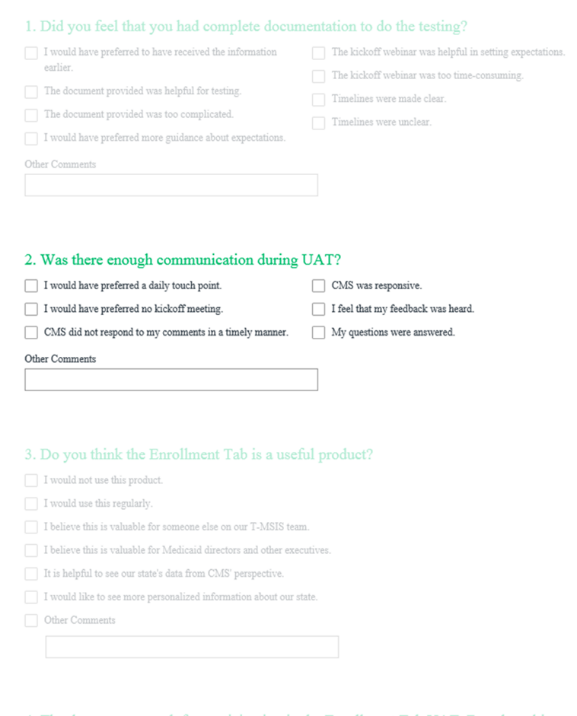 1. Did you feel that you had complete documentation to do the testing?
I would have preferred to have received the information
earlier.
The document provided was helpful for testing.
The document provided was too complicated.
I would have preferred more guidance about expectations.
The kickoff webinar was helpful in setting expectations.
The kickoff webinar was too time-consuming.
Timelines were made clear.
Timelines were unclear.
Other Comments
2. Was there enough communication during UAT?
I would have preferred a daily touch point.
I would have preferred no kickoff meeting.
CMS did not respond to my comments in a timely manner.
CMS was responsive.
I feel that my feedback was heard.
My questions were answered.
Other Comments
3. Do you think the Enrollment Tab is a useful product?
I would not use this product.
I would use this regularly.
I believe this is valuable for someone else on our T-MSIS team.
I believe this is valuable for Medicaid directors and other executives.
It is helpful to see our state's data from CMS' perspective.
I would like to see more personalized information about our state.
Other Comments